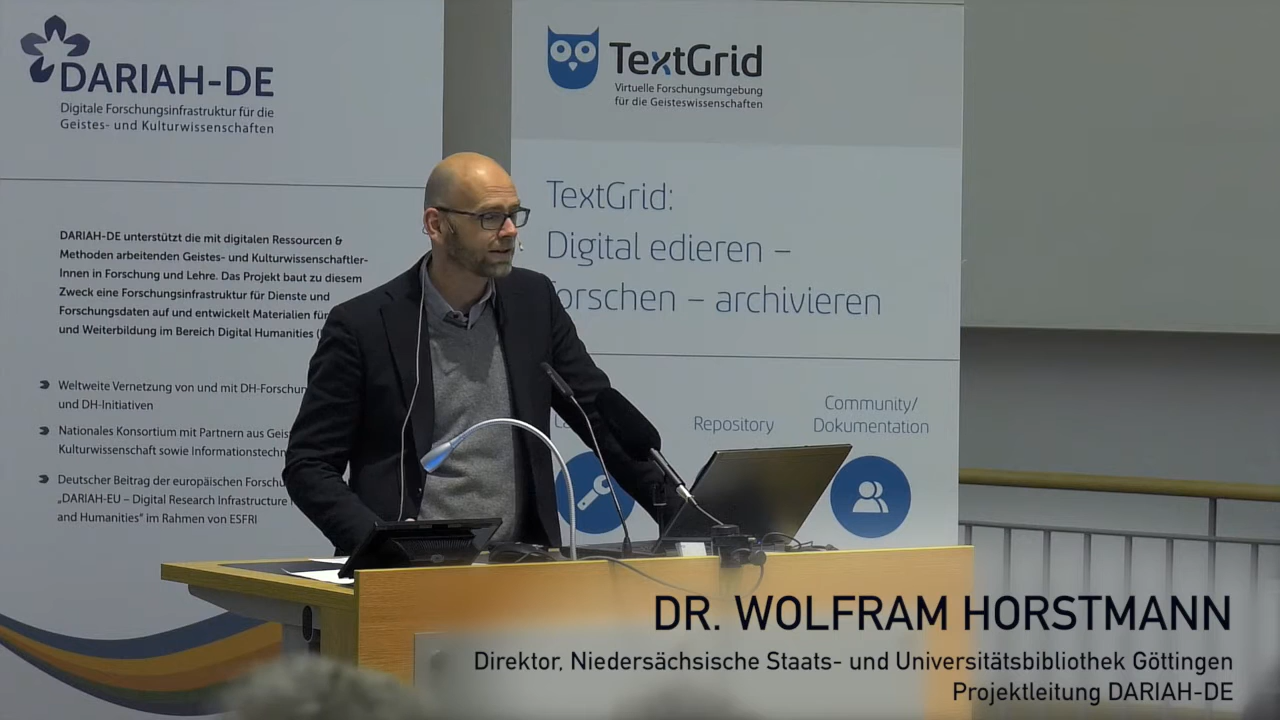 DARIAH-DE
Digitale Forschungsinfrastruktur für die
Geistes- und Kulturwissenschaften
DARIAH-DE unterstützt die mit digitalen Ressourcen &
Methoden arbeitenden Geistes- und Kulturwissenschaftler-
Innen in Forschung und Lehre. Das Projekt baut zu diesem
Zweck eine Forschungsinfrastruktur für Dienste und
Forschungsdaten auf und entwickelt Materialien für
und Weiterbildung im Bereich Digital Humanities
Weltweite Vernetzung von und mit DH-Forschun
und DH-Initiativen
Nationales Konsortium mit Partnern aus Geis
Kulturwissenschaft sowie Informationstechn
Deutscher Beitrag der europäischen Forschu
„DARIAH-EU – Digital Research Infrastructure
and Humanities“ im Rahmen von ESFRI
TextGrid
Virtuelle Forschungsumgebung
für die Geisteswissenschaften
TextGrid:
Digital edieren –
forschen – archivieren
Repository
Community/
Dokumentation
DR. WOLFRAM HORSTMANN
Direktor, Niedersächsische Staats- und Universitätsbibliothek Göttingen
Projektleitung DARIAH-DE